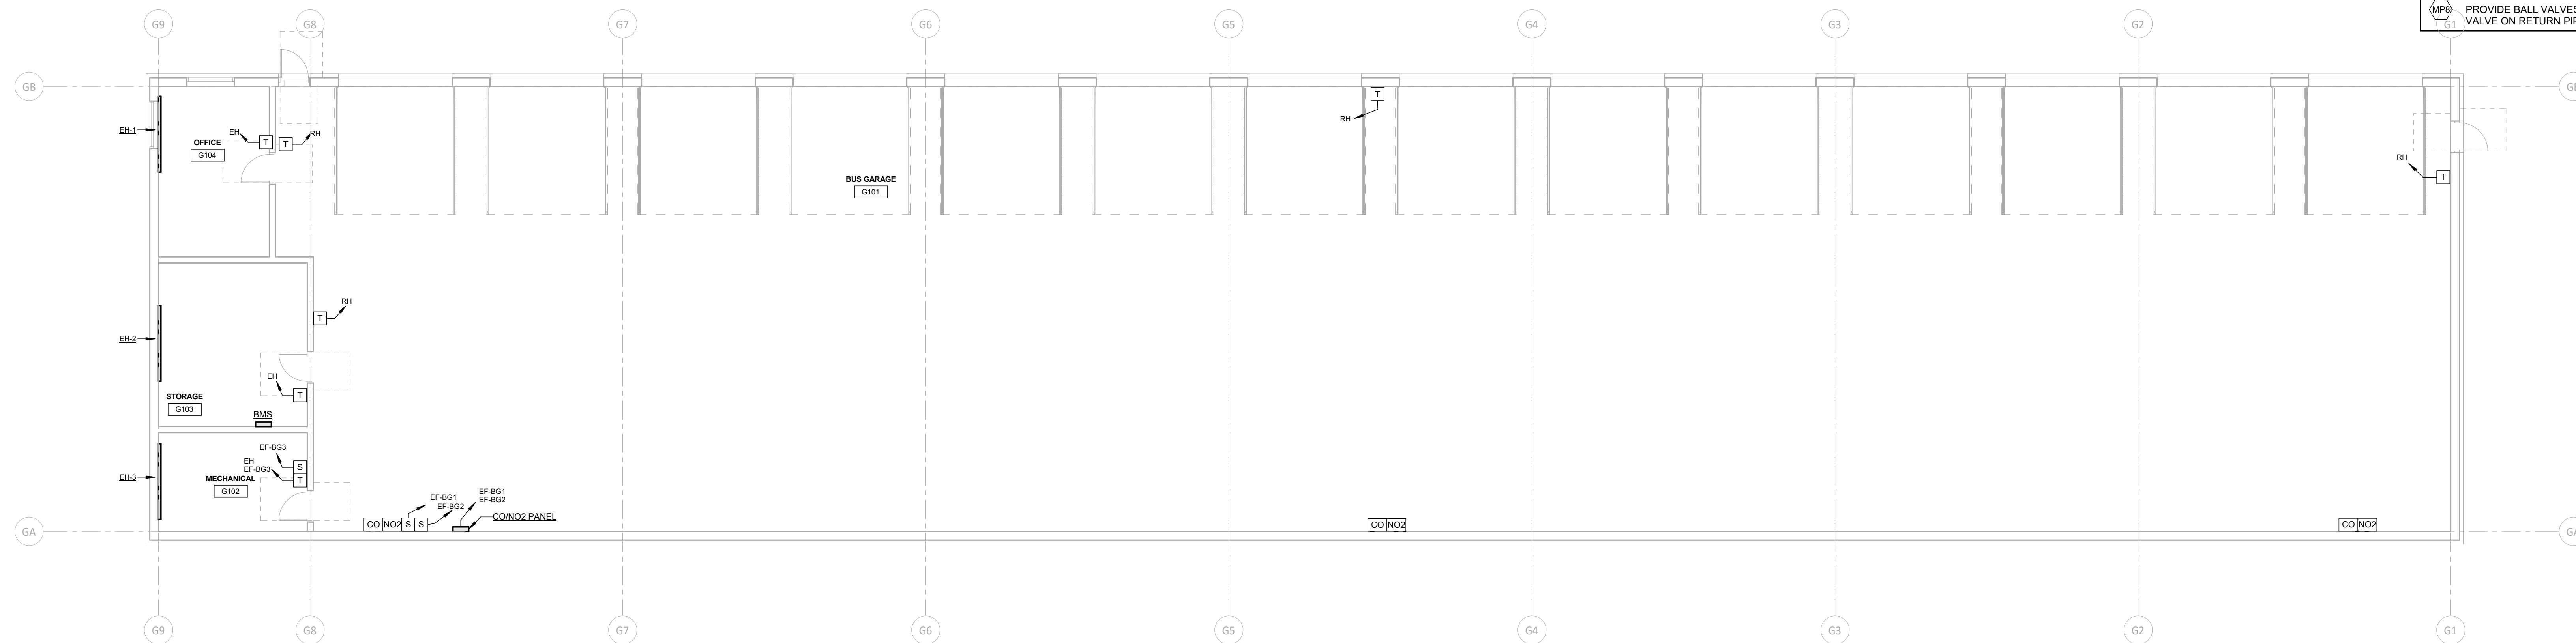 MP8 PROVIDE BALL VALVES
VALVE ON RETURN
G9 G8 G7 G6 G5 G4 G3 G2 G1
GB
EH-1
EH
T
T
RH
OFFICE
G104
RH
T
BUS GARAGE
G101
RH
T
RH
T
EH-2
EH
T
STORAGE
G103
BMS
EF-BG3
S
EH
EF-BG3
T
EH-3
MECHANICAL
G102
EF-BG1
EF-BG2
EF-BG1
EF-BG2
CO/NO2 PANEL
CO NO2 S S
CO NO2
CO NO2
GA
G9 G8 G7 G6 G5 G4 G3 G2 G1